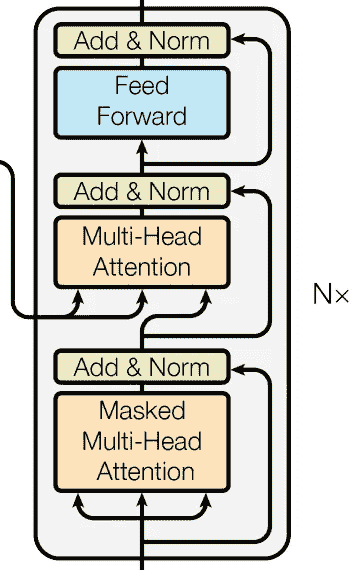 Add & Norm
Feed
Forward
Add & Norm
Multi-Head
Attention
N×
Add & Norm
Masked
Multi-Head
Attention